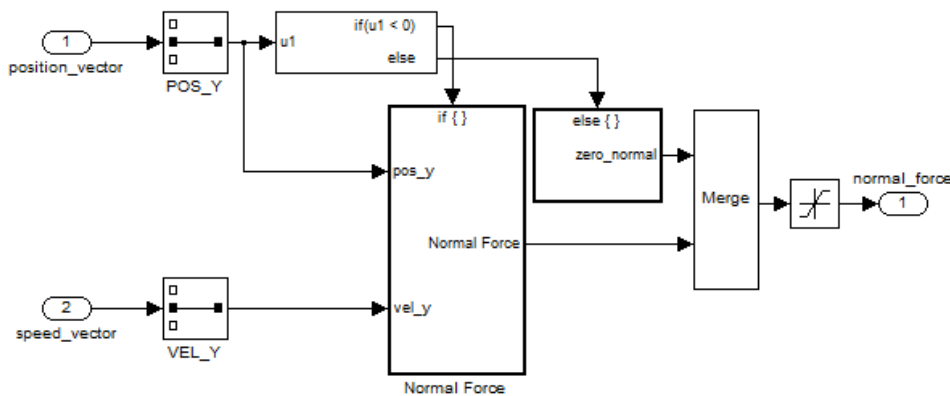 1
position_vector
POS_Y
u1
if(u1 < 0)
else
if { }
pos_y
Normal Force
vel_y
Normal Force
else { }
zero_normal
Merge
normal_force
1
2
speed_vector
VEL_Y